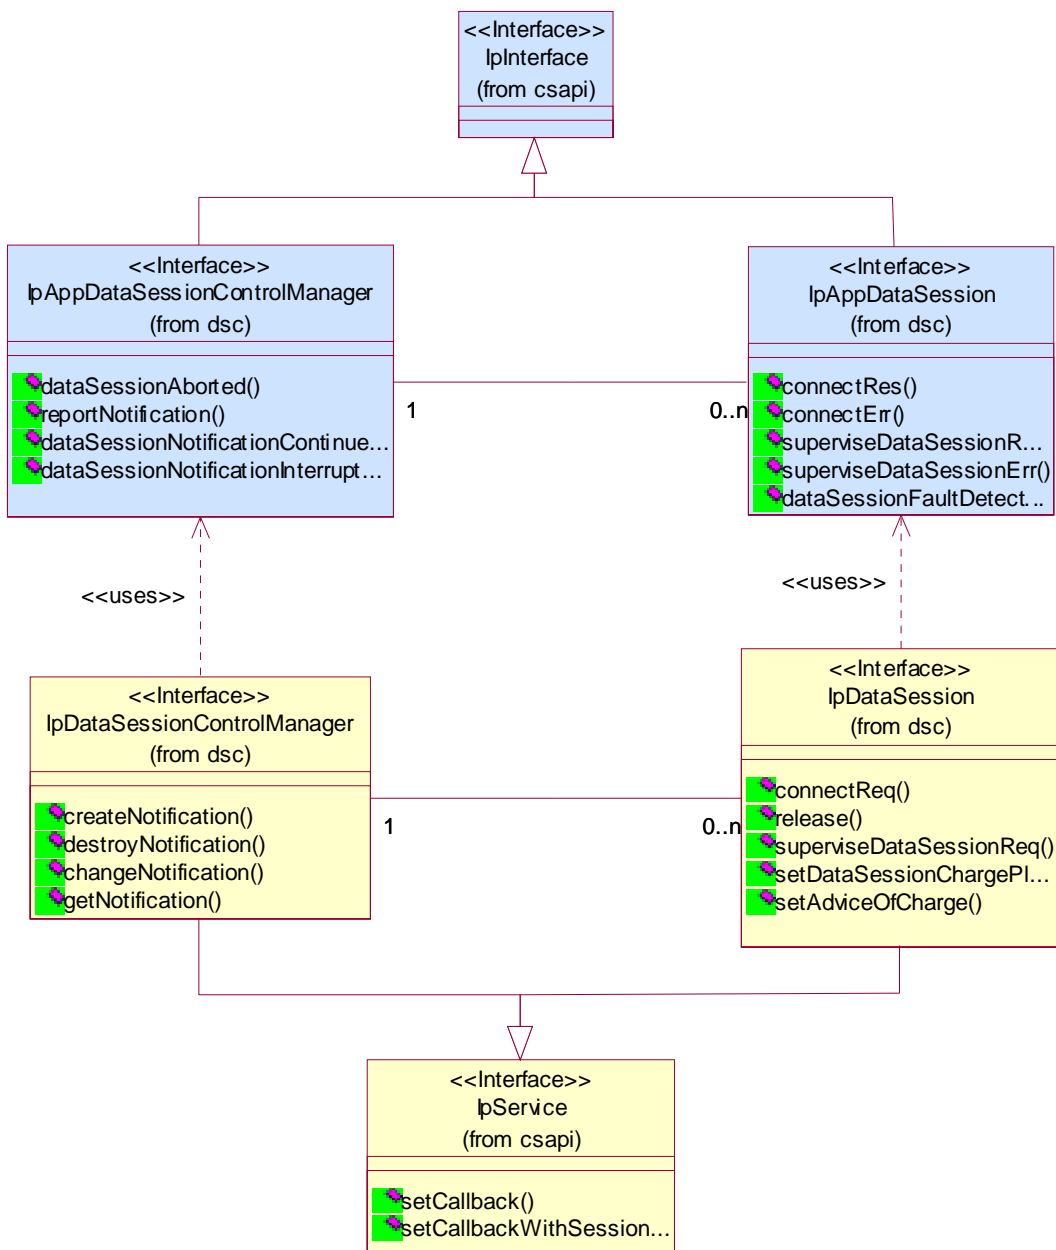 <<Interface>>
IpInterface
(from csapi)
<<Interface>>
IpAppDataSessionControlManager
(from dsc)
dataSessionAborted()
reportNotification()
dataSessionNotificationContinue...
dataSessionNotificationInterrupt...
<<Interface>>
IpAppDataSession
(from dsc)
connectRes()
connectErr()
superviseDataSessionR...
superviseDataSessionErr()
dataSessionFaultDetect...
1
0..n
<<uses>>
<<uses>>
<<Interface>>
IpDataSessionControlManager
(from dsc)
createNotification()
destroyNotification()
changeNotification()
getNotification()
<<Interface>>
IpDataSession
(from dsc)
connectReq()
release()
superviseDataSessionReq()
setDataSessionChargePl...
setAdviceOfCharge()
1
0..n
<<Interface>>
IpService
(from csapi)
setCallback()
setCallbackWithSession...